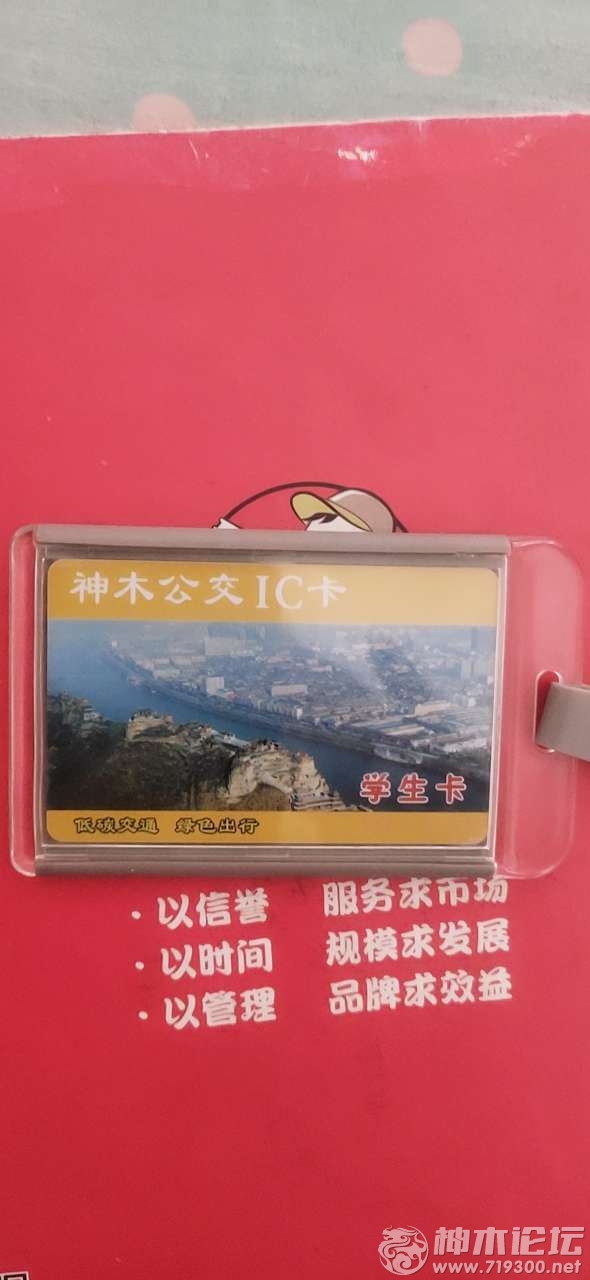 神木公交IC卡
学生卡
低碳交通 绿色出行
·以信誉 服务求市场
·以时间 规模求发展
·以管理 品牌求效益
神木论坛
www.719300.net